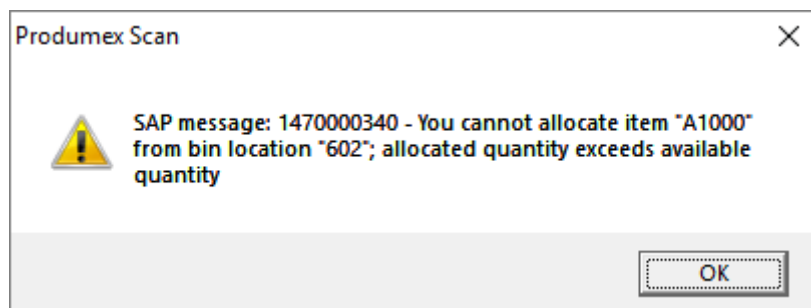 Produmex Scan
SAP message: 1470000340 - You cannot allocate item "A1000"
from bin location "602"; allocated quantity exceeds available
quantity
OK